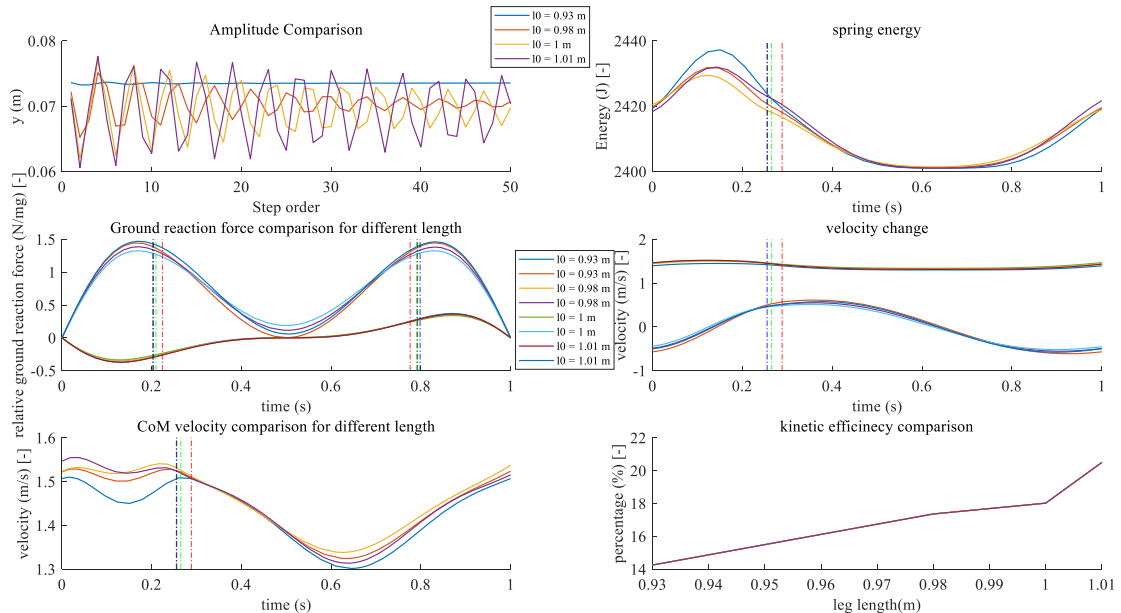 Amplitude Comparison
l0 = 0.93 m
l0 = 0.98 m
l0 = 1 m
l0 = 1.01 m
0.08
0.07
0.06
y (m)
0 10 20 30 40 50
Step order
spring energy
2440
2420
2400
Energy (J) [-]
0 0.2 0.4 0.6 0.8 1
time (s)
Ground reaction force comparison for different length
relative ground reaction force (N/mg) [-]
1.5
1
0.5
0
-0.5
0 0.2 0.4 0.6 0.8 1
time (s)
l0 = 0.93 m
l0 = 0.93 m
l0 = 0.98 m
l0 = 0.98 m
l0 = 1 m
l0 = 1 m
l0 = 1.01 m
l0 = 1.01 m
velocity change
2
1
0
-1
velocity (m/s) [-]
0 0.2 0.4 0.6 0.8 1
time (s)
CoM velocity comparison for different length
1.6
1.5
1.4
1.3
velocity (m/s) [-]
0 0.2 0.4 0.6 0.8 1
time (s)
kinetic efficinecy comparison
22
20
18
16
14
percentage (%) [-]
0.93 0.94 0.95 0.96 0.97 0.98 0.99 1 1.01
leg length(m)